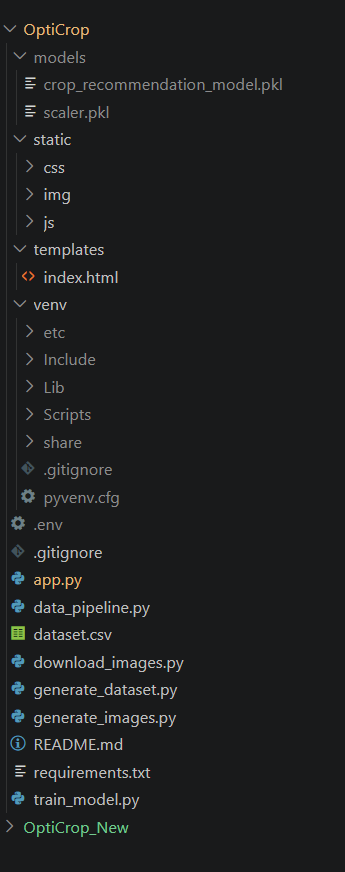 OptiCrop
models
crop_recommendation_model.pkl
scaler.pkl
static
css
img
js
templates
index.html
venv
etc
Include
Lib
Scripts
share
.gitignore
pyvenv.cfg
.env
.gitignore
app.py
data_pipeline.py
dataset.csv
download_images.py
generate_dataset.py
generate_images.py
README.md
requirements.txt
train_model.py
OptiCrop_New